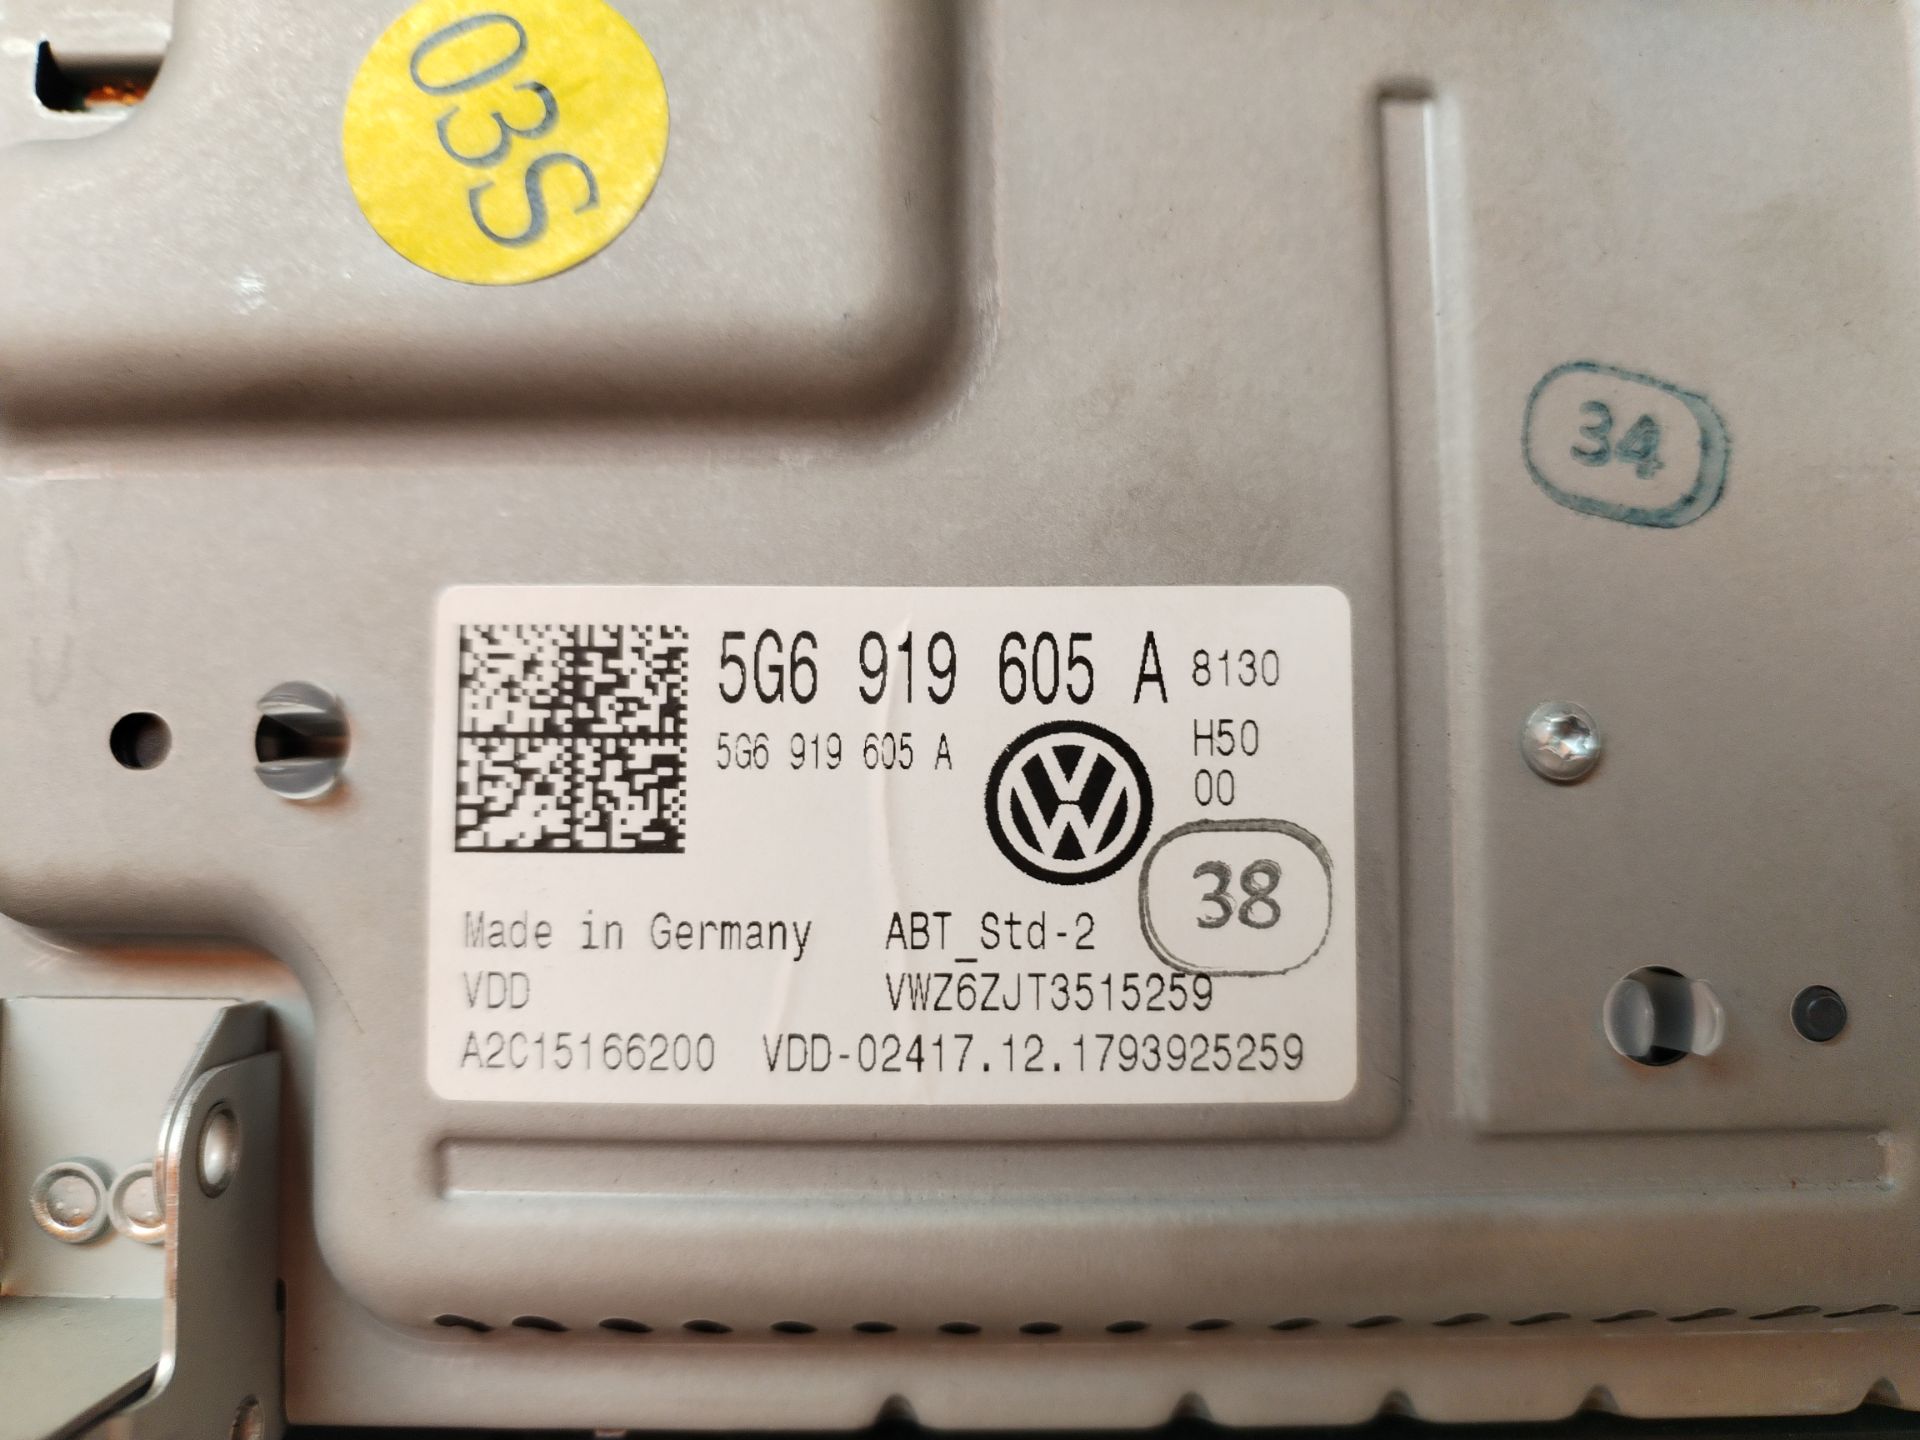 03S
34
5G6 919 605 A 8130
5G6 919 605 A H50
00
38
Made in Germany ABT_Std-2
VDD VWZ6ZJT3515259
A2C15166200 VDD-02417.12.1793925259